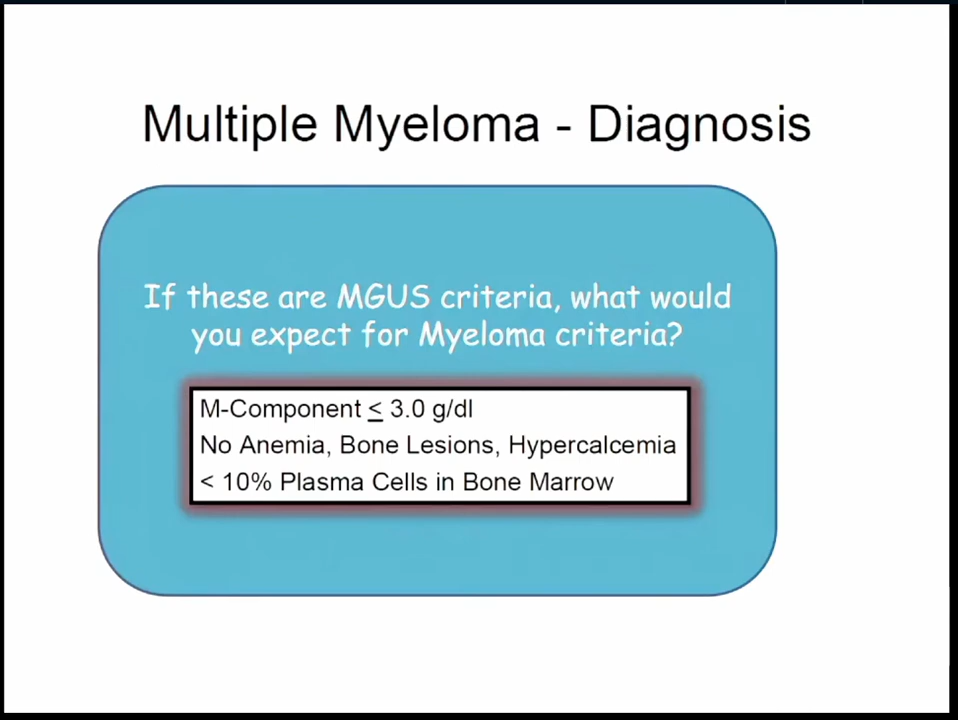 Multiple Myeloma - Diagnosis
If these are MGUS criteria, what would
you expect for Myeloma criteria?
M-Component ≤ 3.0 g/dl
No Anemia, Bone Lesions, Hypercalcemia
< 10% Plasma Cells in Bone Marrow